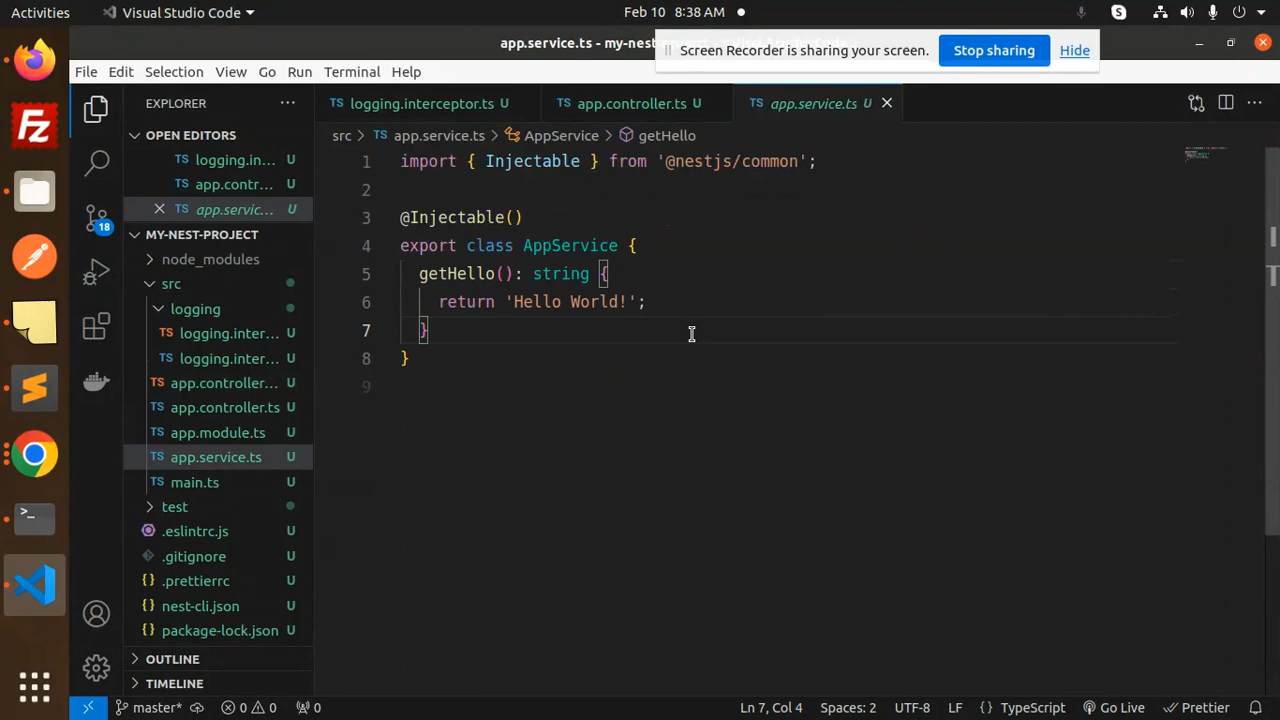 Activities
Visual Studio Code
Feb 10 8:38 AM
app.service.ts - my-nest
Screen Recorder is sharing your screen.
Stop sharing
Hide
File Edit Selection View Go Run Terminal Help
EXPLORER
logging.interceptor.ts U
app.controller.ts U
app.service.ts U
OPEN EDITORS
logging.in...
app.contr...
app.servic... U
src > app.service.ts > AppService > getHello
1 import { Injectable } from '@nestjs/common';
2
3 @Injectable()
4 export class AppService {
5 getHello(): string {
6 return 'Hello World!';
7 }
8 }
9
18
MY-NEST-PROJECT
node_modules
src
logging
logging.inter... U
logging.inter... U
app.controller... U
app.controller.ts U
app.module.ts U
app.service.ts U
main.ts U
test
.eslintrc.js U
.gitignore U
.prettierrc U
nest-cli.json U
package-lock.json U
OUTLINE
TIMELINE
master* 0 0 0
Ln 7, Col 4 Spaces: 2 UTF-8 LF { } TypeScript Go Live Prettier